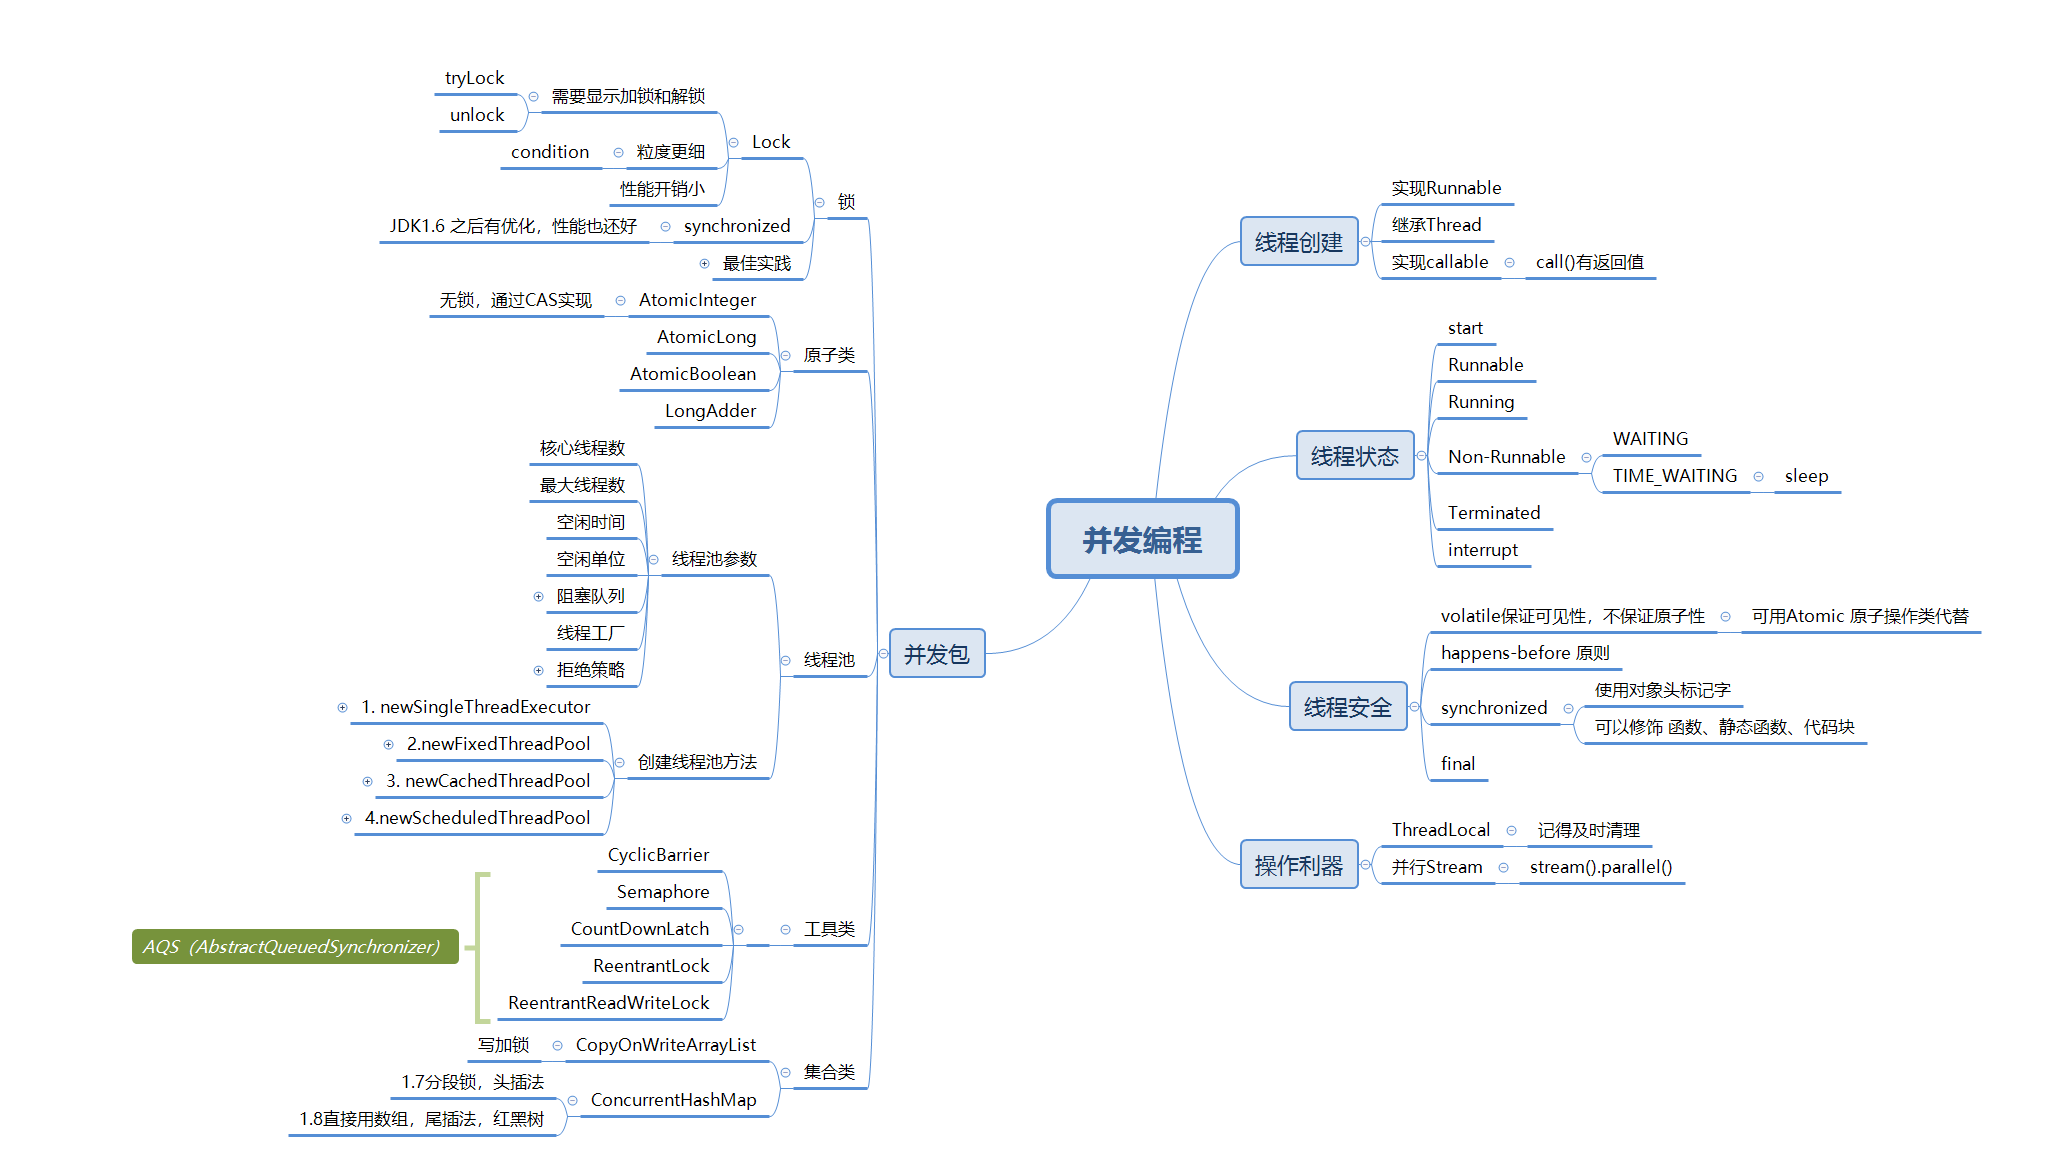 并发编程
线程创建
实现Runnable
继承Thread
实现callable
call()有返回值
线程状态
start
Runnable
Running
Non-Runnable
WAITING
TIME_WAITING
sleep
Terminated
interrupt
线程安全
volatile保证可见性，不保证原子性
可用Atomic 原子操作类代替
happens-before 原则
synchronized
使用对象头标记字
可以修饰 函数、静态函数、代码块
final
操作利器
ThreadLocal
记得及时清理
并行Stream
stream().parallel()
并发包
锁
Lock
需要显示加锁和解锁
tryLock
unlock
粒度更细
condition
性能开销小
synchronized
JDK1.6 之后有优化，性能也还好
最佳实践
原子类
AtomicInteger
无锁，通过CAS实现
AtomicLong
AtomicBoolean
LongAdder
线程池
线程池参数
核心线程数
最大线程数
空闲时间
空闲单位
阻塞队列
线程工厂
拒绝策略
创建线程池方法
1. newSingleThreadExecutor
2.newFixedThreadPool
3. newCachedThreadPool
4.newScheduledThreadPool
工具类
CyclicBarrier
Semaphore
CountDownLatch
ReentrantLock
ReentrantReadWriteLock
AQS（AbstractQueuedSynchronizer）
集合类
CopyOnWriteArrayList
写加锁
ConcurrentHashMap
1.7分段锁，头插法
1.8直接用数组，尾插法，红黑树